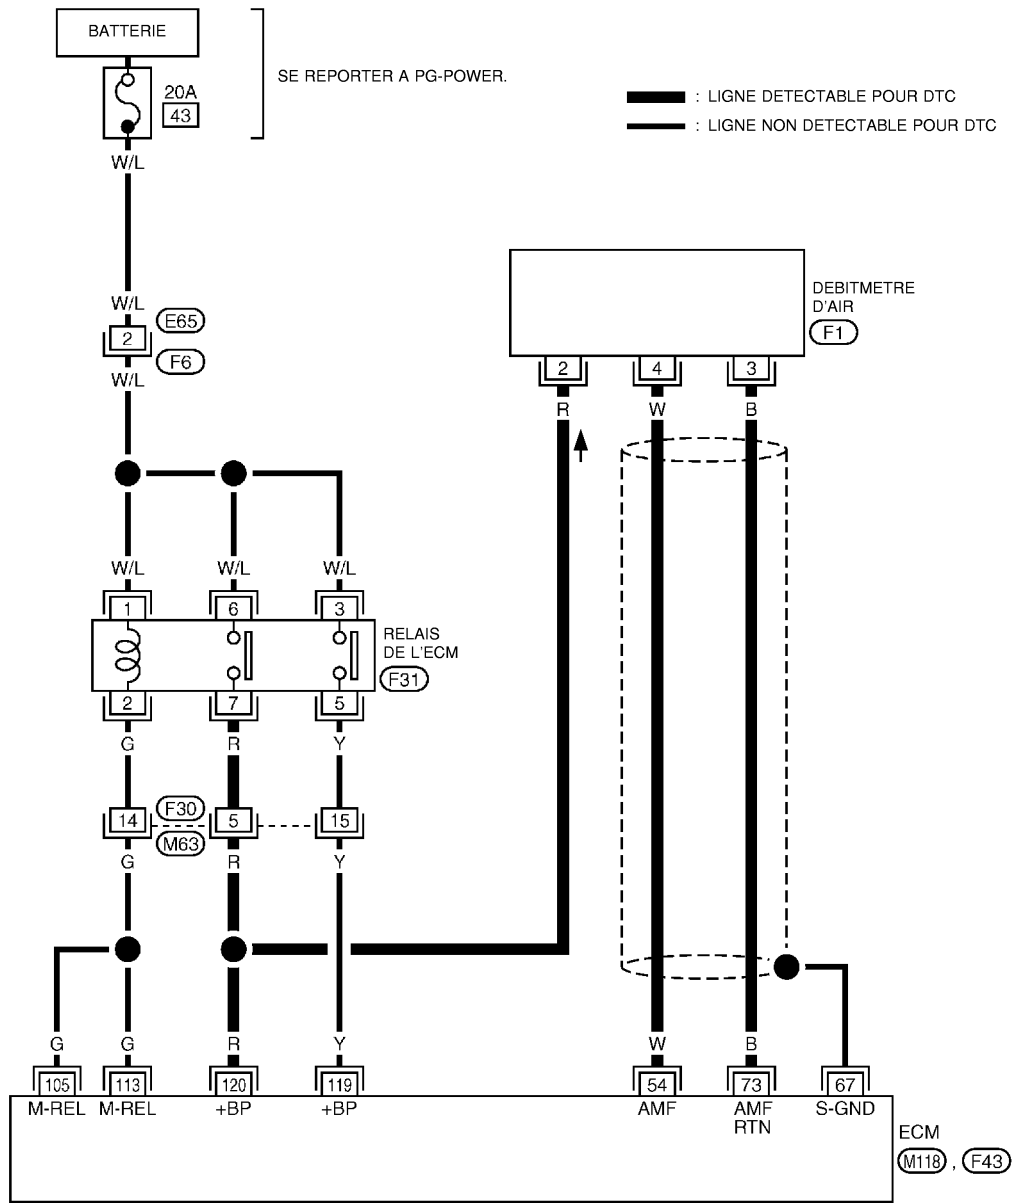 BATTERIE
SE REPORTER A PG-POWER.
20A
43
: LIGNE DETECTABLE POUR DTC
: LIGNE NON DETECTABLE POUR DTC
W/L
W/L
E65
2
F6
W/L
DEBITMETRE
D'AIR
F1
2 4 3
R W B
W/L W/L W/L
1 6 3
RELAIS
DE L'ECM
F31
2 7 5
G R Y
F30
14 5 15
M63
G R Y
G G R Y W B
105 113 120 119 54 73 67
M-REL M-REL +BP +BP AMF AMF S-GND
RTN
ECM
M118 , F43